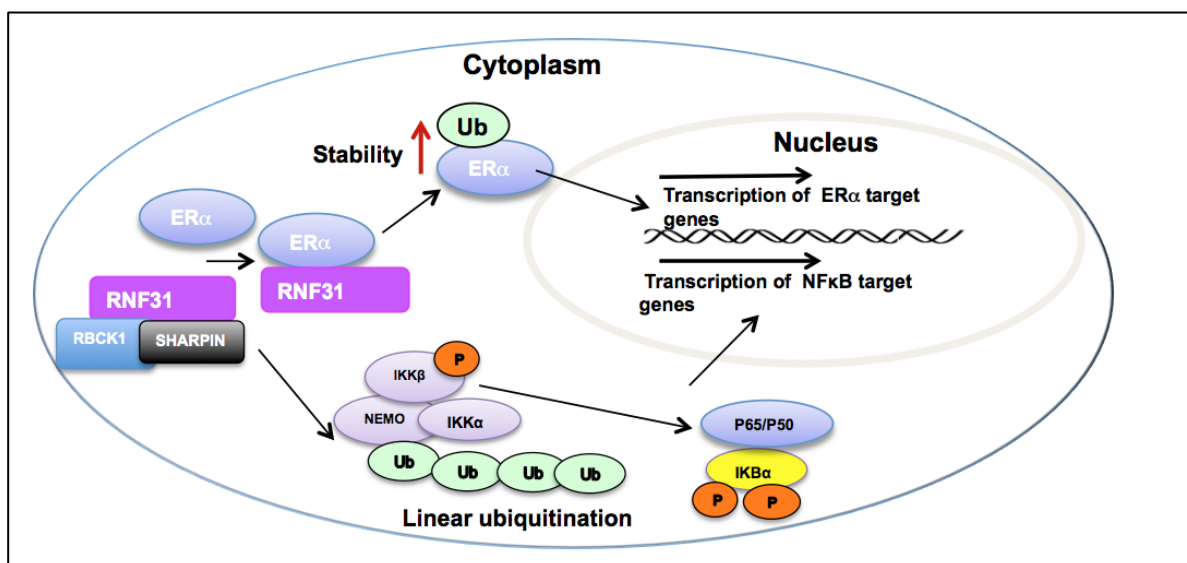 Cytoplasm
Ub
Stability
ERα
Nucleus
Transcription of ERα target
genes
ERα
ERα
RNF31
Transcription of NFκB target
genes
RNF31
RBCK1
SHARPIN
P
IKKβ
NEMO
IKKα
P65/P50
Ub
Ub
Ub
Ub
IKBα
P
P
Linear ubiquitination